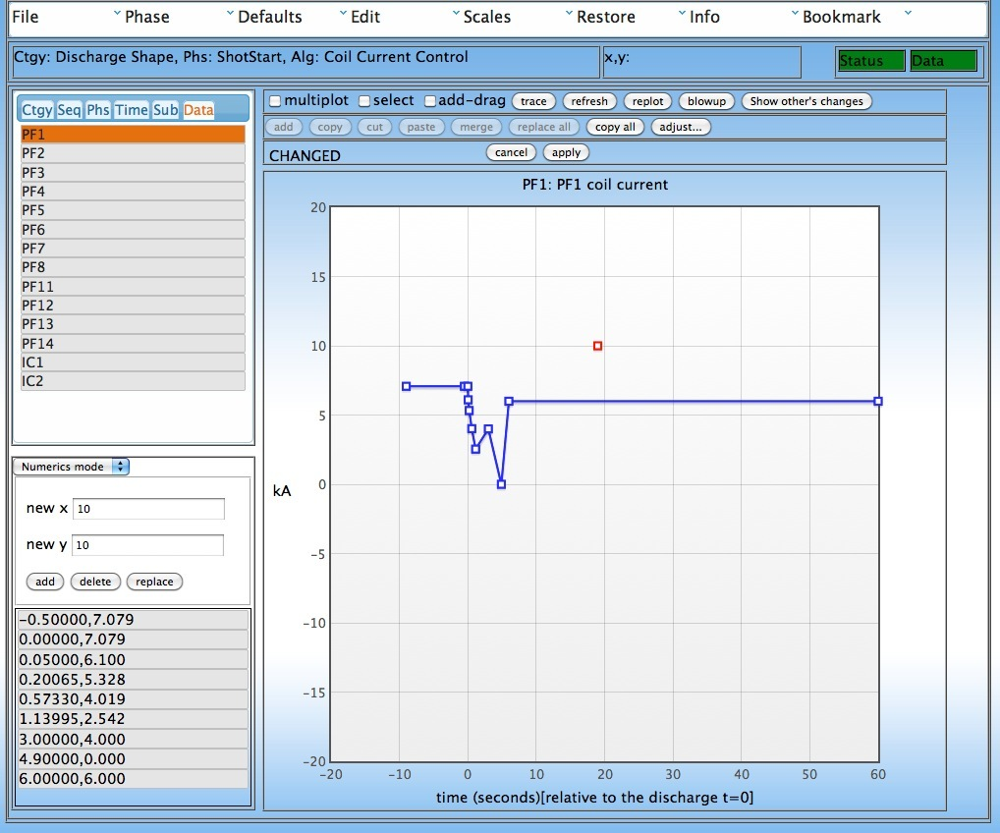 File Phase Defaults Edit Scales Restore Info Bookmark
Ctgy: Discharge Shape, Phs: ShotStart, Alg: Coil Current Control x,y: Status Data
Ctgy Seq Phs Time Sub Data
PF1
PF2
PF3
PF4
PF5
PF6
PF7
PF8
PF11
PF12
PF13
PF14
IC1
IC2
Numerics mode
new x 10
new y 10
add delete replace
-0.50000,7.079
0.00000,7.079
0.05000,6.100
0.20065,5.328
0.57330,4.019
1.13995,2.542
3.00000,4.000
4.90000,0.000
6.00000,6.000
multiplot select add-drag trace refresh replot blowup Show other's changes
add copy cut paste merge replace all copy all adjust...
CHANGED cancel apply
PF1: PF1 coil current
20
15
10
5
0
-5
-10
-15
-20
kA
-20 -10 0 10 20 30 40 50 60
time (seconds)[relative to the discharge t=0]